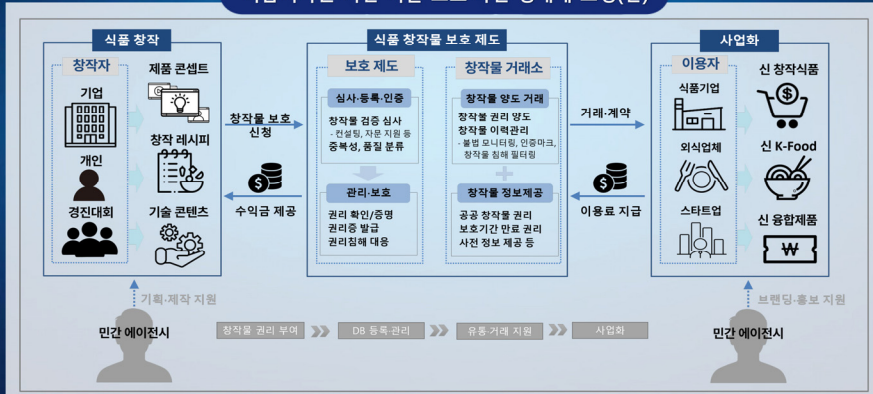 식품 창작
창작자
기업
개인
경진대회
제품 콘셉트
창작 레시피
기술 콘텐츠
창작물 보호
신청
수익금 제공
식품 창작물 보호 제도
보호 제도
심사·등록·인증
창작물 검증 심사
- 컨설팅, 자문 지원 등
중복성, 품질 분류
관리·보호
권리 확인/증명
권리증 발급
권리침해 대응
창작물 거래소
창작물 양도 거래
창작물 권리 양도
창작물 이력관리
- 불법 모니터링, 인증마크,
창작물 침해 필터링
창작물 정보제공
공공 창작물 권리
보호기간 만료 권리
사전 정보 제공 등
거래·계약
이용료 지급
사업화
이용자
식품기업
외식업체
스타트업
신 창작식품
신 K-Food
신 융합제품
₩
기획·제작 지원
민간 에이전시
창작물 권리 부여
DB 등록·관리
유통·거래 지원
사업화
브랜딩·홍보 지원
민간 에이전시